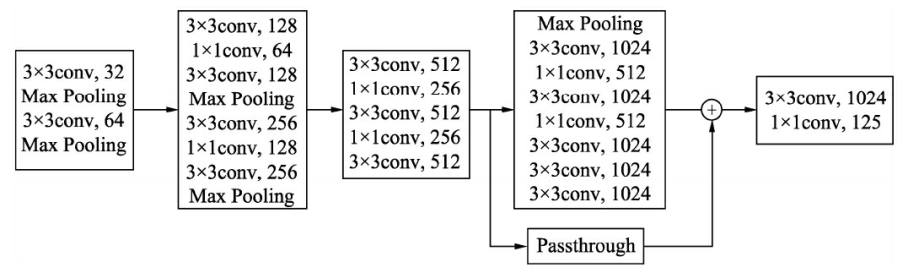 3×3conv, 32
Max Pooling
3×3conv, 64
Max Pooling
3×3conv, 128
1×1conv, 64
3×3conv, 128
Max Pooling
3×3conv, 256
1×1conv, 128
3×3conv, 256
Max Pooling
3×3conv, 512
1×1conv, 256
3×3conv, 512
1×1conv, 256
3×3conv, 512
Max Pooling
3×3conv, 1024
1×1conv, 512
3×3conv, 1024
1×1conv, 512
3×3conv, 1024
3×3conv, 1024
3×3conv, 1024
Passthrough
+
3×3conv, 1024
1×1conv, 125